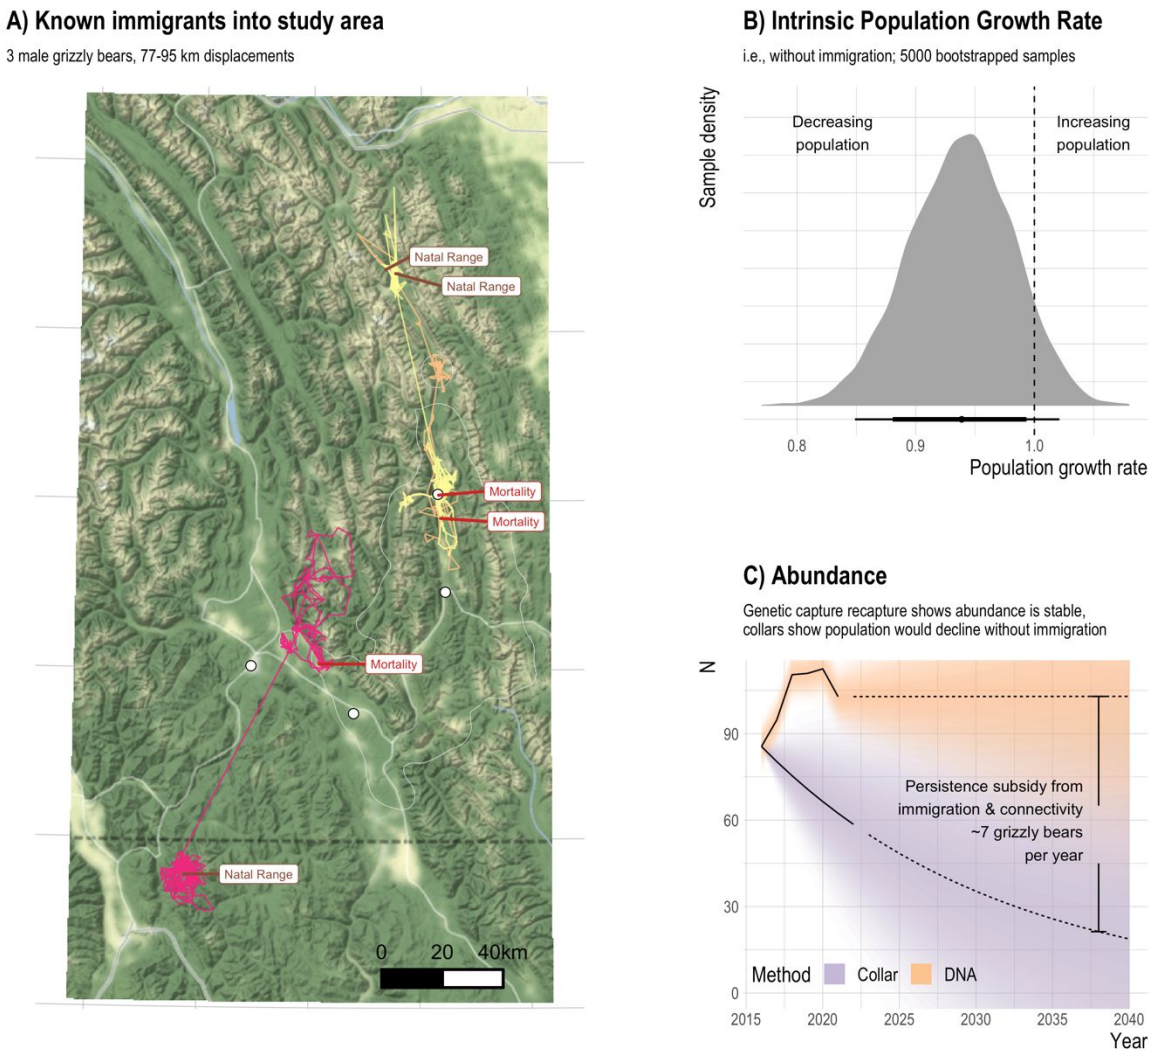 A) Known immigrants into study area
3 male grizzly bears, 77-95 km displacements
Natal Range
Natal Range
Mortality
Mortality
Mortality
Natal Range
0 20 40km
B) Intrinsic Population Growth Rate
i.e., without immigration; 5000 bootstrapped samples
Sample density
Decreasing
population
Increasing
population
0.8 0.9 1.0
Population growth rate
C) Abundance
Genetic capture recapture shows abundance is stable,
collars show population would decline without immigration
N
90
60
30
0
Persistence subsidy from
immigration & connectivity
~7 grizzly bears
per year
Method Collar DNA
2015 2020 2025 2030 2035 2040
Year